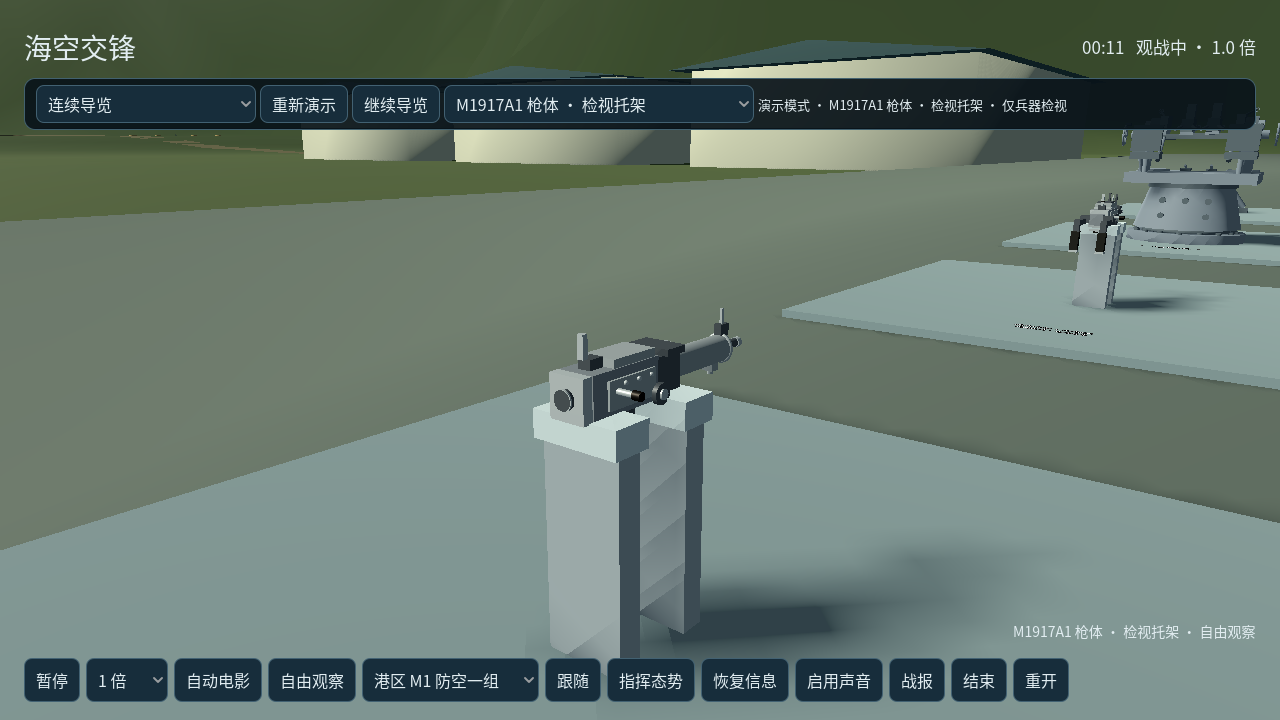 海空交锋
00:11 观战中 · 1.0 倍
连续导览 重新演示 继续导览 M1917A1 枪体 · 检视托架 演示模式 · M1917A1 枪体 · 检视托架 · 仅兵器检视
M1917A1 枪体 · 检视托架 · 自由观察
暂停 1 倍 自动电影 自由观察 港区 M1 防空一组 跟随 指挥态势 恢复信息 启用声音 战报 结束 重开